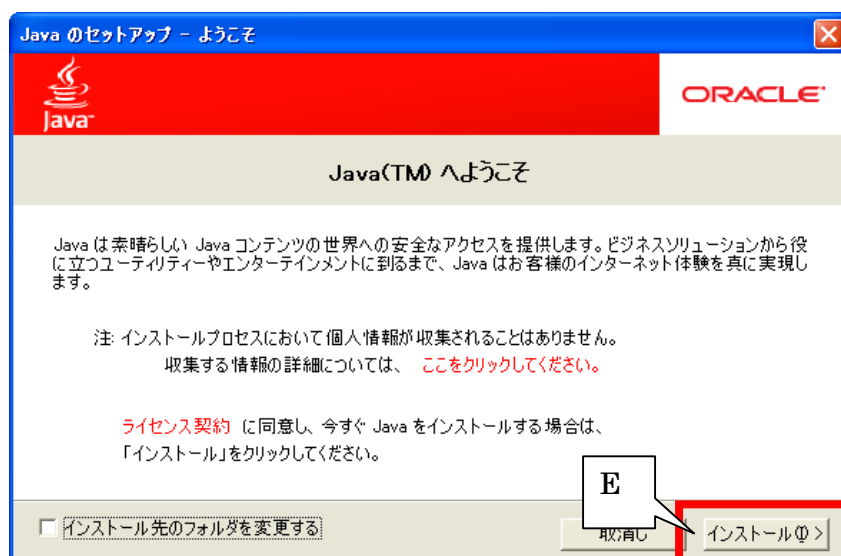 Java のセットアップ - ようこそ
Java™
ORACLE®
Java(TM) へようこそ
Java は素晴らしい Java コンテンツの世界への安全なアクセスを提供します。ビジネスソリューションから役
に立つユーティリティーやエンターテインメントに到るまで、Java はお客様のインターネット体験を真に実現し
ます。
注: インストールプロセスにおいて個人情報が収集されることはありません。
収集する情報の詳細については、 ここをクリックしてください。
ライセンス契約 に同意し、今すぐ Java をインストールする場合は、
「インストール」をクリックしてください。
E
インストール先のフォルダを変更する
取消し
インストール(I) >